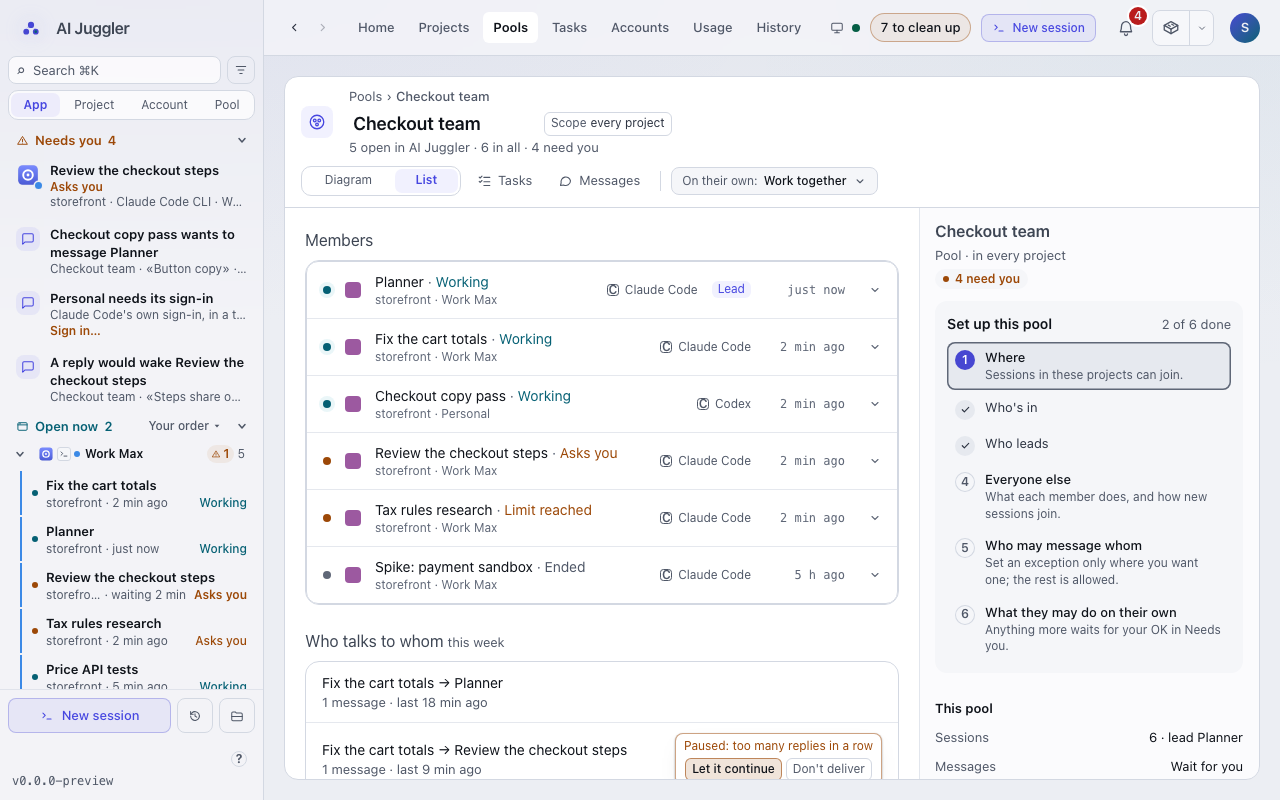 AI Juggler
Search ⌘K
App Project Account Pool
Needs you 4
Review the checkout steps
Asks you
storefront · Claude Code CLI · W...
Checkout copy pass wants to
message Planner
Checkout team · «Button copy» ·...
Personal needs its sign-in
Claude Code's own sign-in, in a t...
Sign in...
A reply would wake Review the
checkout steps
Checkout team · «Steps share o...
Open now 2 Your order
Work Max 1 5
Fix the cart totals
storefront · 2 min ago Working
Planner
storefront · just now Working
Review the checkout steps
storefro... · waiting 2 min Asks you
Tax rules research
storefront · 2 min ago Asks you
Price API tests
storefront · 5 min ago Working
New session
?
v0.0.0-preview
Home Projects Pools Tasks Accounts Usage History 7 to clean up New session 4 S
Pools › Checkout team
Checkout team Scope every project
5 open in AI Juggler · 6 in all · 4 need you
Diagram List Tasks Messages On their own: Work together
Members
Planner · Working
storefront · Work Max
Claude Code Lead just now
Fix the cart totals · Working
storefront · Work Max
Claude Code 2 min ago
Checkout copy pass · Working
storefront · Personal
Codex 2 min ago
Review the checkout steps · Asks you
storefront · Work Max
Claude Code 2 min ago
Tax rules research · Limit reached
storefront · Work Max
Claude Code 2 min ago
Spike: payment sandbox · Ended
storefront · Work Max
Claude Code 5 h ago
Who talks to whom this week
Fix the cart totals → Planner
1 message · last 18 min ago
Fix the cart totals → Review the checkout steps
1 message · last 9 min ago
Paused: too many replies in a row
Let it continue Don't deliver
Checkout team
Pool · in every project
4 need you
Set up this pool 2 of 6 done
1 Where
Sessions in these projects can join.
Who's in
Who leads
4 Everyone else
What each member does, and how new
sessions join.
5 Who may message whom
Set an exception only where you want
one; the rest is allowed.
6 What they may do on their own
Anything more waits for your OK in Needs
you.
This pool
Sessions 6 · lead Planner
Messages Wait for you